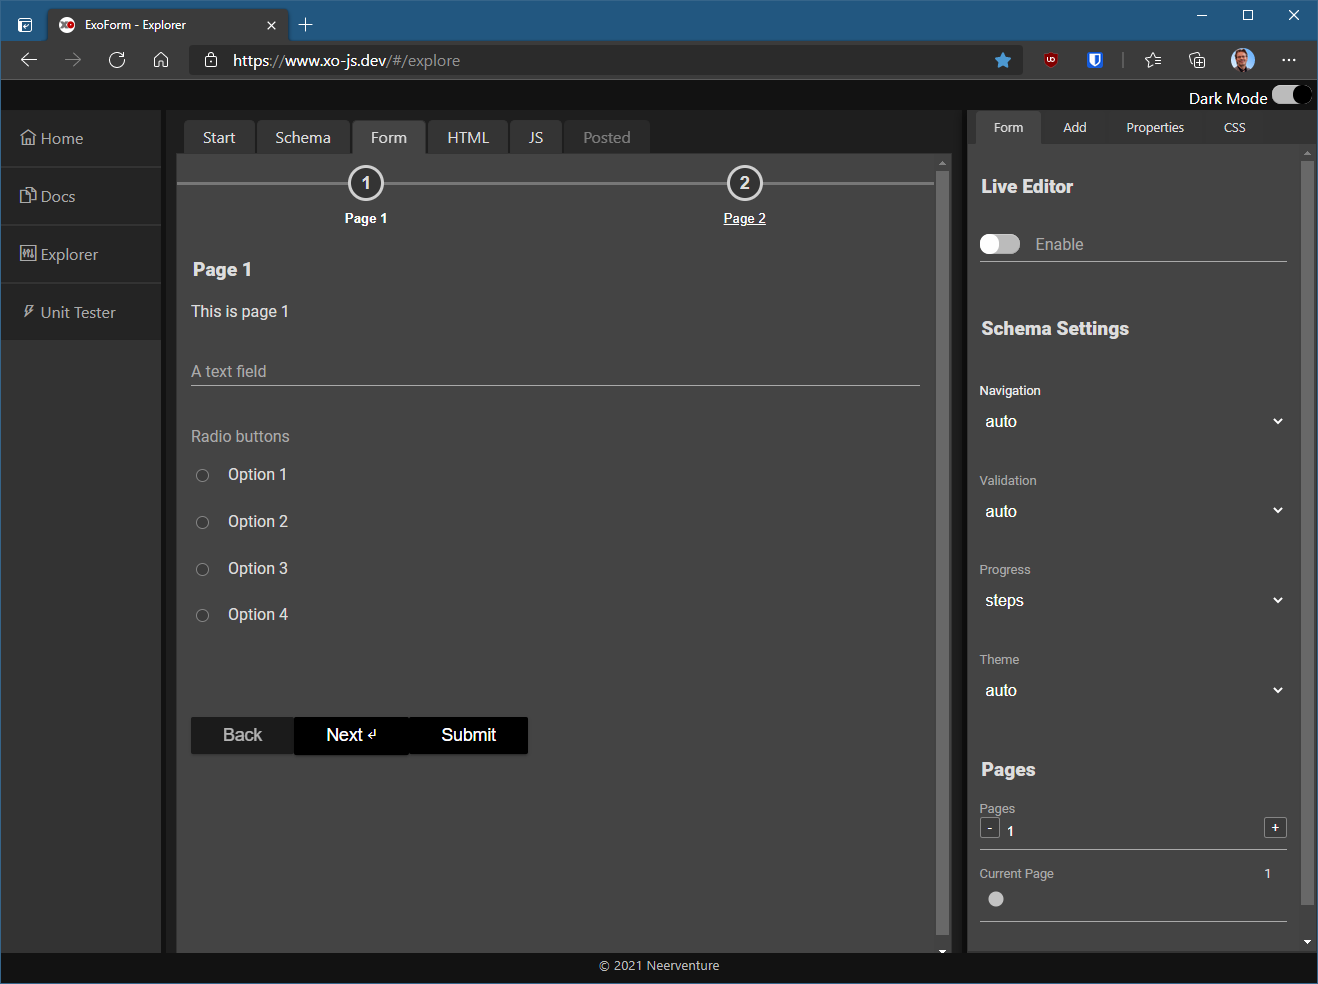 ExoForm - Explorer
https://www.xo-js.dev/#/explore
Dark Mode
Home
Docs
Explorer
Unit Tester
Start Schema Form HTML JS Posted
1 2
Page 1 Page 2
Page 1
This is page 1
A text field
Radio buttons
Option 1
Option 2
Option 3
Option 4
Back Next Submit
Form Add Properties CSS
Live Editor
Enable
Schema Settings
Navigation
auto
Validation
auto
Progress
steps
Theme
auto
Pages
Pages
- 1 +
Current Page 1
© 2021 Neerventure